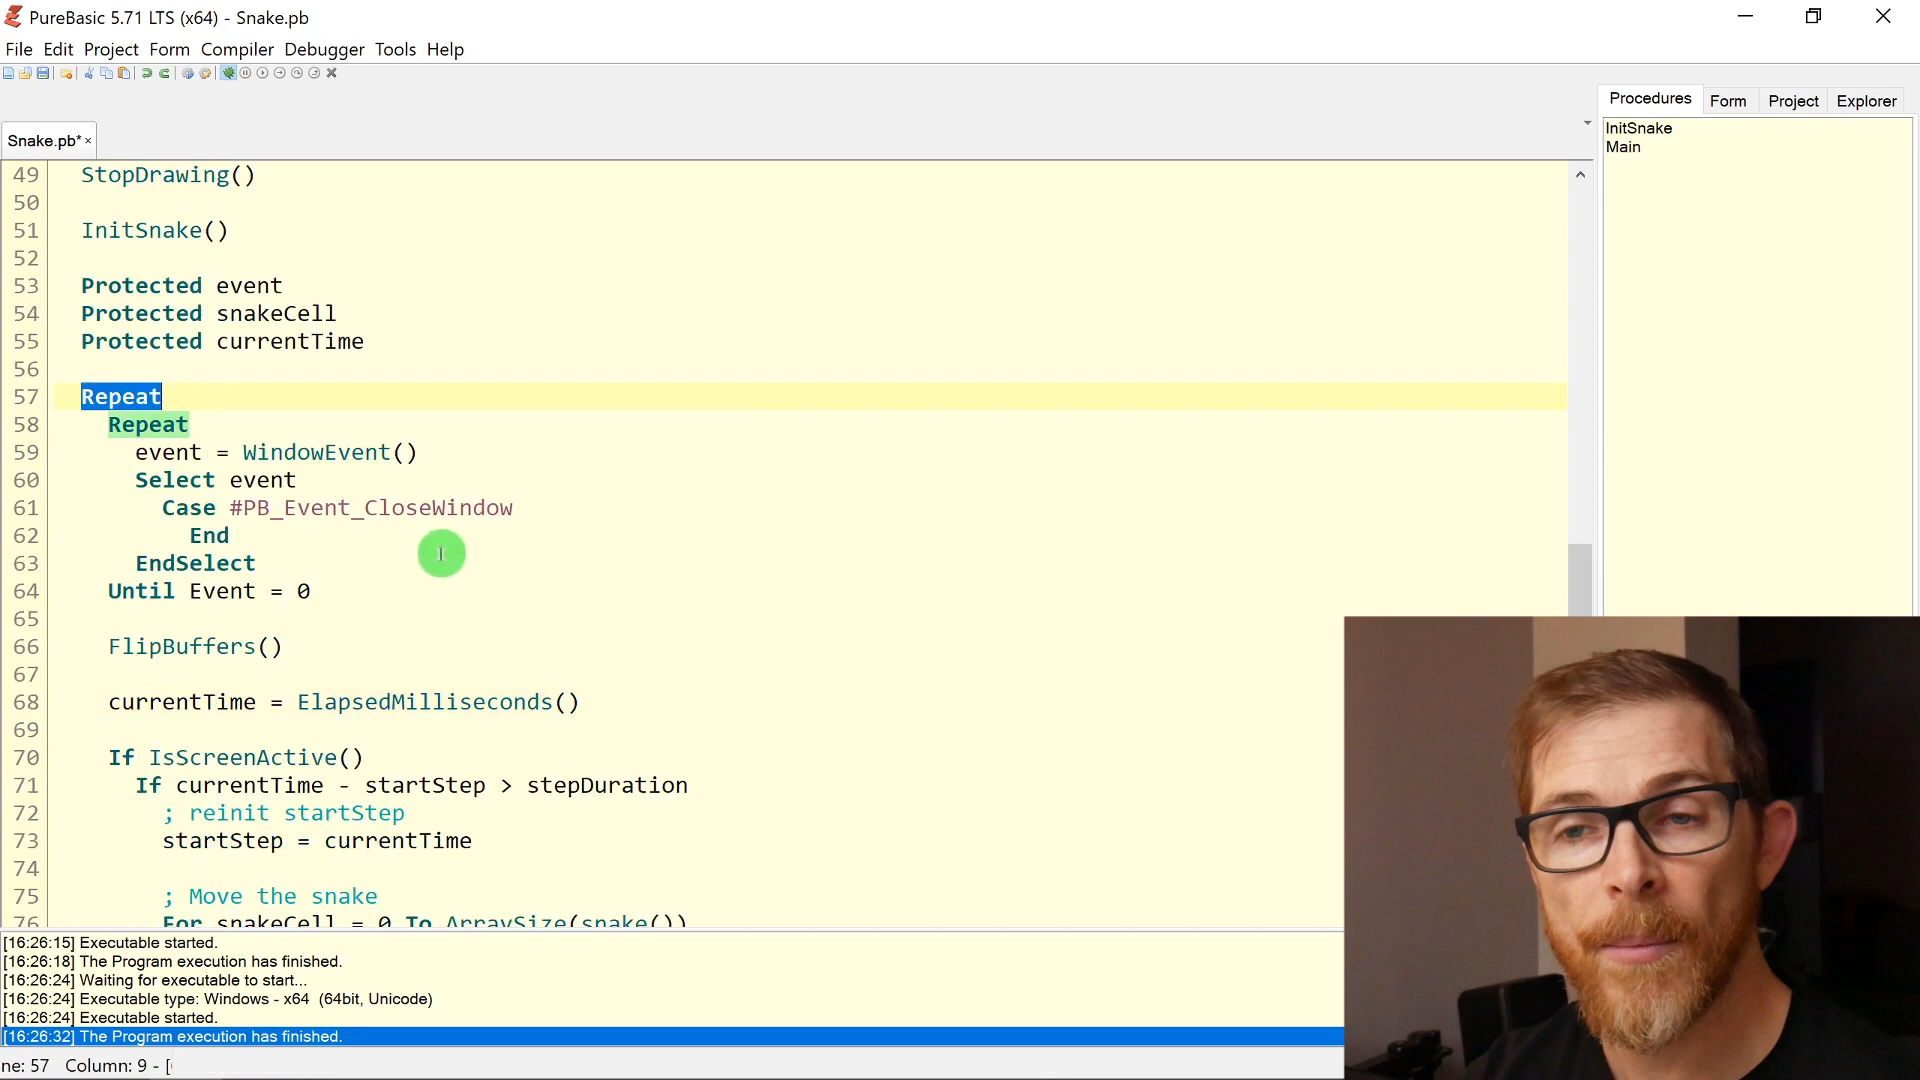 PureBasic 5.71 LTS (x64) - Snake.pb
File Edit Project Form Compiler Debugger Tools Help
Procedures Form Project Explorer
Snake.pb*
InitSnake
Main
49 StopDrawing()
50
51 InitSnake()
52
53 Protected event
54 Protected snakeCell
55 Protected currentTime
56
57 Repeat
58 Repeat
59 event = WindowEvent()
60 Select event
61 Case #PB_Event_CloseWindow
62 End
63 EndSelect
64 Until Event = 0
65
66 FlipBuffers()
67
68 currentTime = ElapsedMilliseconds()
69
70 If IsScreenActive()
71 If currentTime - startStep > stepDuration
72 ; reinit startStep
73 startStep = currentTime
74
75 ; Move the snake
76 For snakeCell = 0 To ArraySize(snake())
[16:26:15] Executable started.
[16:26:18] The Program execution has finished.
[16:26:24] Waiting for executable to start...
[16:26:24] Executable type: Windows - x64 (64bit, Unicode)
[16:26:24] Executable started.
[16:26:32] The Program execution has finished.
ne: 57 Column: 9 - [